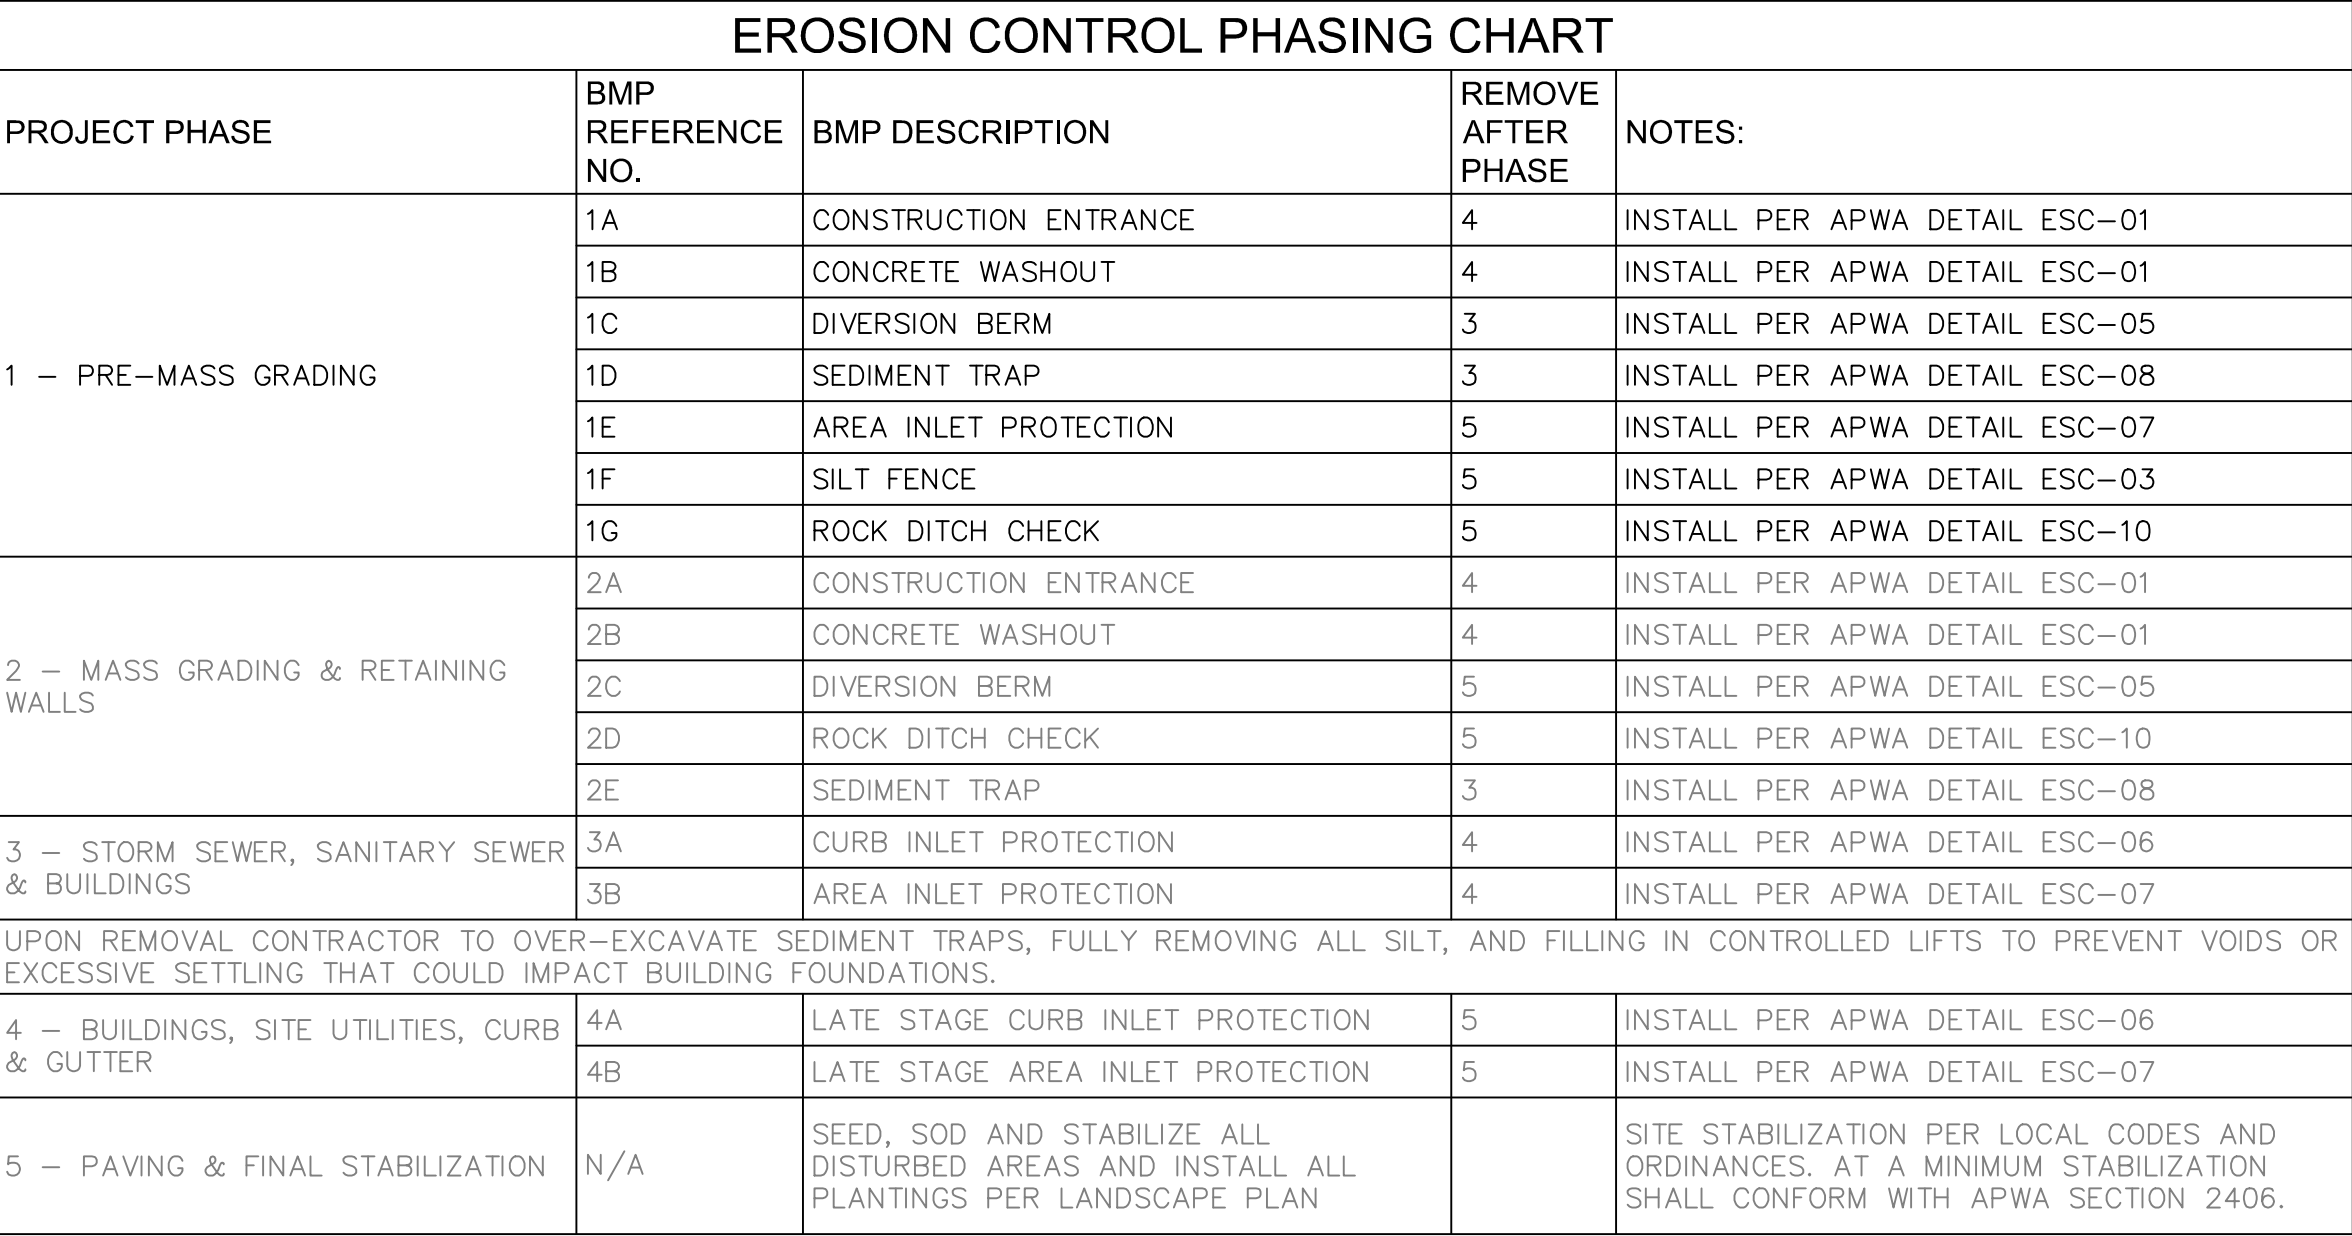 EROSION CONTROL PHASING CHART
PROJECT PHASE
BMP
REFERENCE
NO.
BMP DESCRIPTION
REMOVE
AFTER
PHASE
NOTES:
1 – PRE–MASS GRADING
1A CONSTRUCTION ENTRANCE 4 INSTALL PER APWA DETAIL ESC–01
1B CONCRETE WASHOUT 4 INSTALL PER APWA DETAIL ESC–01
1C DIVERSION BERM 3 INSTALL PER APWA DETAIL ESC–05
1D SEDIMENT TRAP 3 INSTALL PER APWA DETAIL ESC–08
1E AREA INLET PROTECTION 5 INSTALL PER APWA DETAIL ESC–07
1F SILT FENCE 5 INSTALL PER APWA DETAIL ESC–03
1G ROCK DITCH CHECK 5 INSTALL PER APWA DETAIL ESC–10
2 – MASS GRADING & RETAINING
WALLS
2A CONSTRUCTION ENTRANCE 4 INSTALL PER APWA DETAIL ESC–01
2B CONCRETE WASHOUT 4 INSTALL PER APWA DETAIL ESC–01
2C DIVERSION BERM 5 INSTALL PER APWA DETAIL ESC–05
2D ROCK DITCH CHECK 5 INSTALL PER APWA DETAIL ESC–10
2E SEDIMENT TRAP 3 INSTALL PER APWA DETAIL ESC–08
3 – STORM SEWER, SANITARY SEWER
& BUILDINGS
3A CURB INLET PROTECTION 4 INSTALL PER APWA DETAIL ESC–06
3B AREA INLET PROTECTION 4 INSTALL PER APWA DETAIL ESC–07
UPON REMOVAL CONTRACTOR TO OVER–EXCAVATE SEDIMENT TRAPS, FULLY REMOVING ALL SILT, AND FILLING IN CONTROLLED LIFTS TO PREVENT VOIDS OR
EXCESSIVE SETTLING THAT COULD IMPACT BUILDING FOUNDATIONS.
4 – BUILDINGS, SITE UTILITIES, CURB
& GUTTER
4A LATE STAGE CURB INLET PROTECTION 5 INSTALL PER APWA DETAIL ESC–06
4B LATE STAGE AREA INLET PROTECTION 5 INSTALL PER APWA DETAIL ESC–07
5 – PAVING & FINAL STABILIZATION
N/A
SEED, SOD AND STABILIZE ALL
DISTURBED AREAS AND INSTALL ALL
PLANTINGS PER LANDSCAPE PLAN
SITE STABILIZATION PER LOCAL CODES AND
ORDINANCES. AT A MINIMUM STABILIZATION
SHALL CONFORM WITH APWA SECTION 2406.